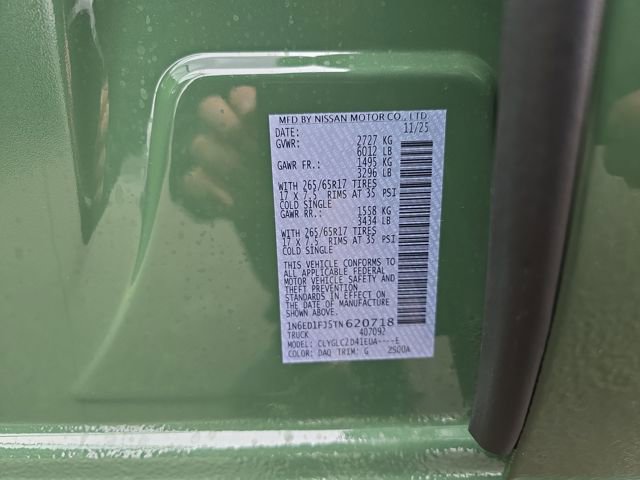 MFD BY NISSAN MOTOR CO., LTD
DATE: 11/25
GVWR: 2727 KG
6012 LB
GAWR FR.: 1495 KG
3296 LB
WITH 265/65R17 TIRES
17 X 7.5 RIMS AT 35 PSI
COLD SINGLE
GAWR RR.: 1558 KG
3434 LB
WITH 265/65R17 TIRES
17 X 7.5 RIMS AT 35 PSI
COLD SINGLE
THIS VEHICLE CONFORMS TO
ALL APPLICABLE FEDERAL
MOTOR VEHICLE SAFETY AND
THEFT PREVENTION
STANDARDS IN EFFECT ON
THE DATE OF MANUFACTURE
SHOWN ABOVE.
1N6ED1FJ5TN620718
TRUCK 407092
MODEL: CLYGLC2D41EUA----E
COLOR: DAQ TRIM: G 2S00A